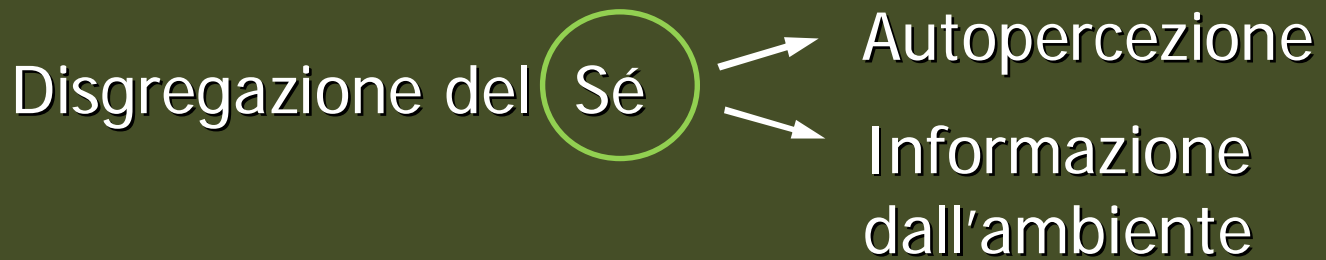 Disgregazione del Sé
Autopercezione
Informazione
dall'ambiente